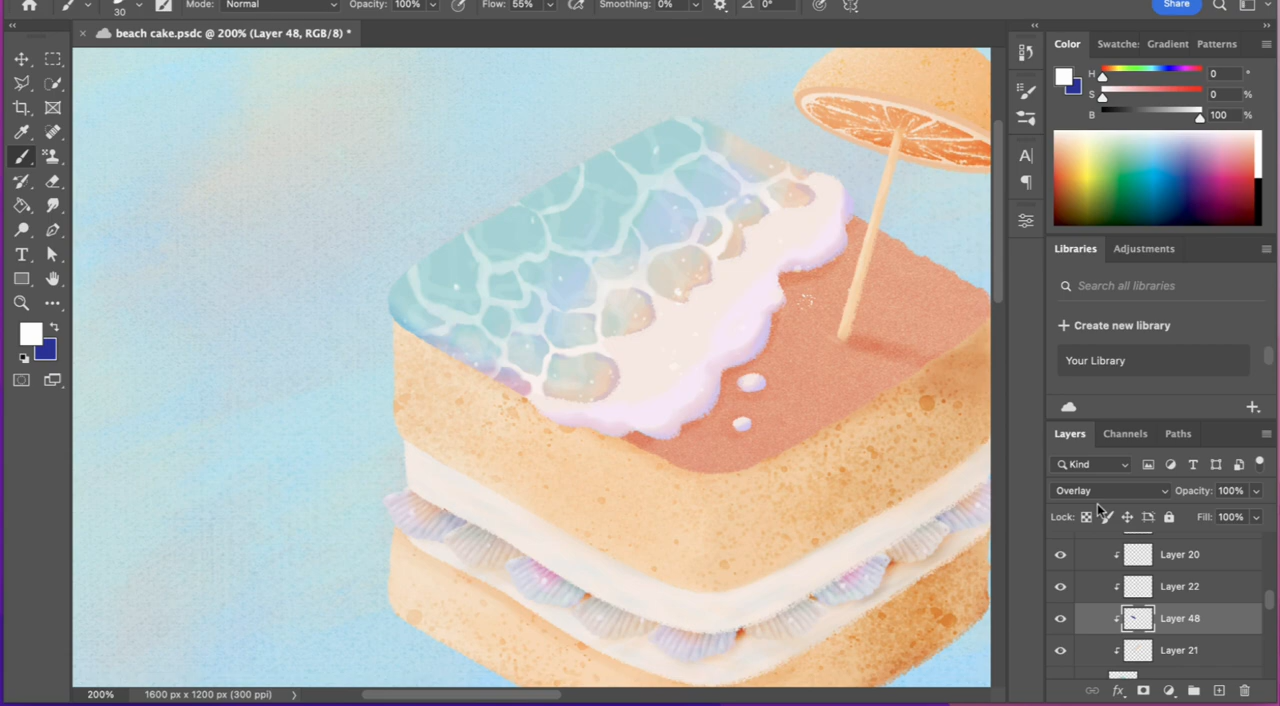 30 Mode: Normal Opacity: 100% Flow: 55% Smoothing: 0% 0° Share
beach cake.psdc @ 200% (Layer 48, RGB/8) *
Color Swatches Gradient Patterns
H 0 °
S 0 %
B 100 %
Libraries Adjustments
Search all libraries
Create new library
Your Library
Layers Channels Paths
Kind
Overlay Opacity: 100%
Lock: Fill: 100%
Layer 20
Layer 22
Layer 48
Layer 21
fx
200% 1600 px x 1200 px (300 ppi)